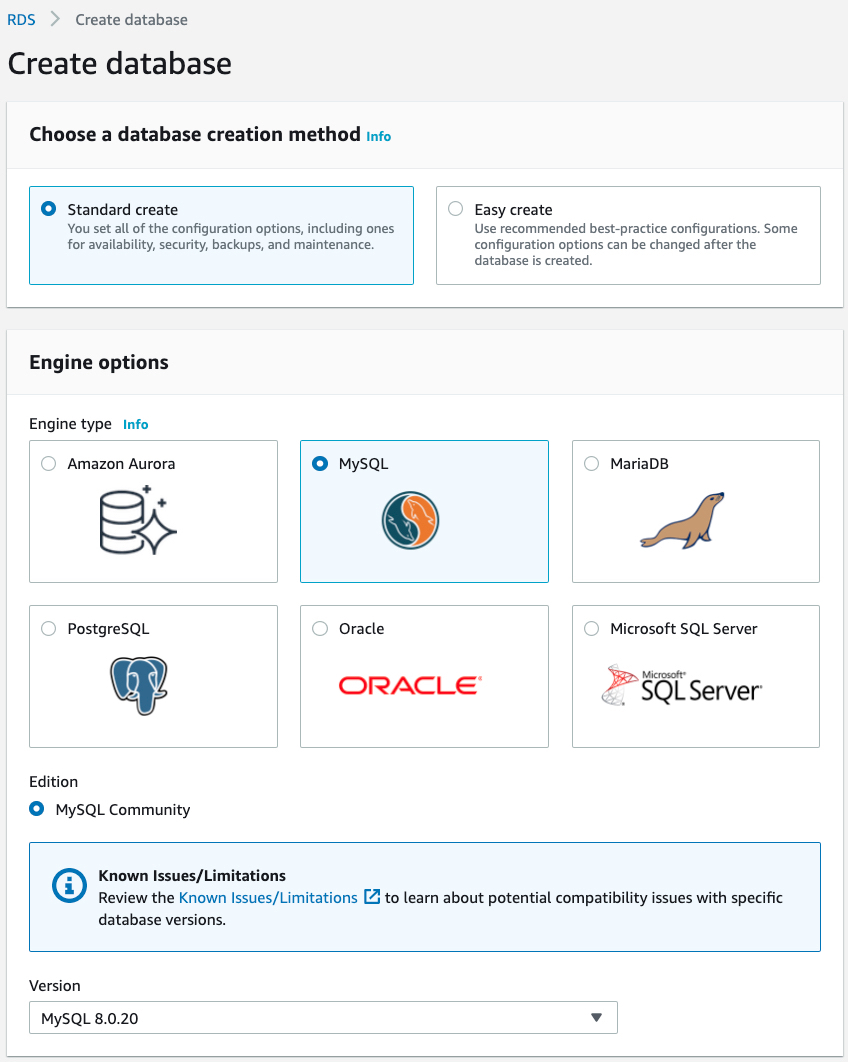 RDS > Create database
Create database
Choose a database creation method Info
Standard create
You set all of the configuration options, including ones
for availability, security, backups, and maintenance.
Easy create
Use recommended best-practice configurations. Some
configuration options can be changed after the
database is created.
Engine options
Engine type Info
Amazon Aurora
MySQL
MariaDB
PostgreSQL
Oracle
ORACLE®
Microsoft SQL Server
Microsoft®
SQL Server®
Edition
MySQL Community
Known Issues/Limitations
Review the Known Issues/Limitations to learn about potential compatibility issues with specific
database versions.
Version
MySQL 8.0.20